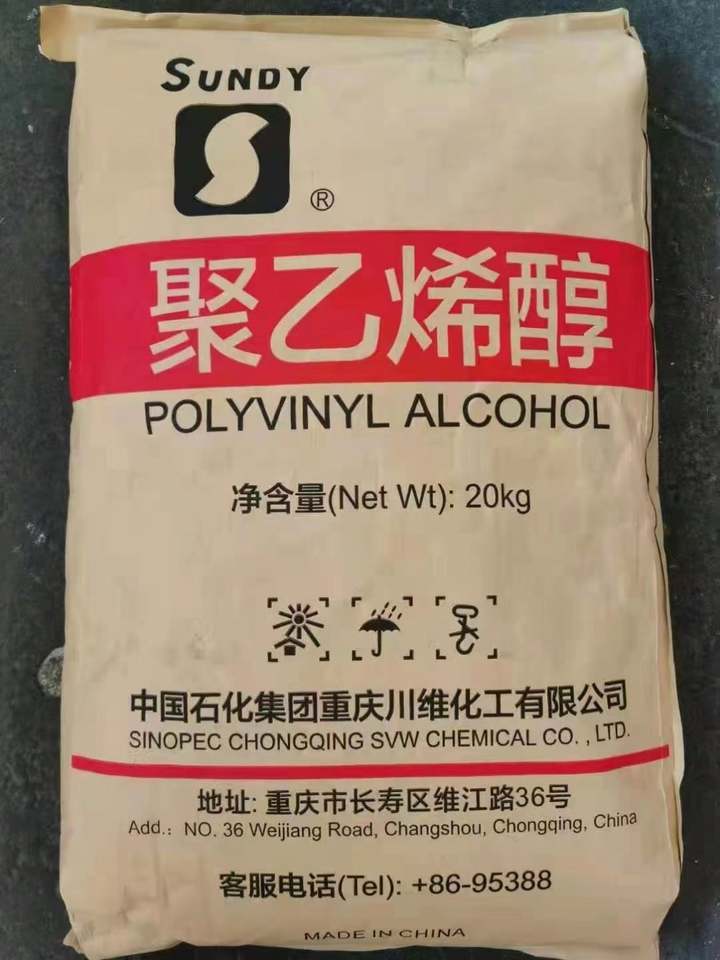 SUNDY
®
聚乙烯醇
POLYVINYL ALCOHOL
净含量(Net Wt): 20kg
中国石化集团重庆川维化工有限公司
SINOPEC CHONGQING SVW CHEMICAL CO. , LTD.
地址: 重庆市长寿区维江路36号
Add.: NO. 36 Weijiang Road, Changshou, Chongqing, China
客服电话(Tel): +86-95388
MADE IN CHINA